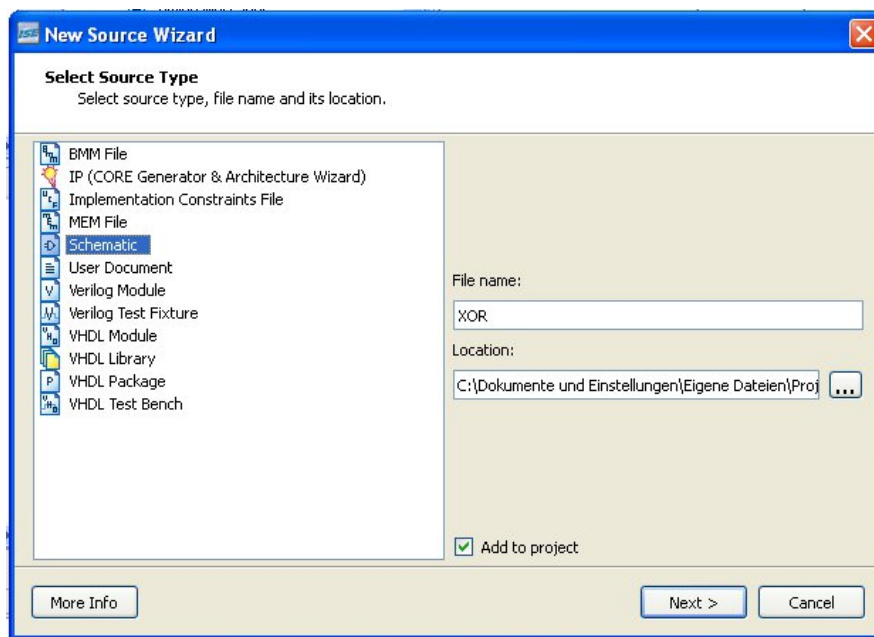 ISE New Source Wizard
Select Source Type
Select source type, file name and its location.
BMM File
IP (CORE Generator & Architecture Wizard)
Implementation Constraints File
MEM File
Schematic
User Document
Verilog Module
Verilog Test Fixture
VHDL Module
VHDL Library
VHDL Package
VHDL Test Bench
File name:
XOR
Location:
C:\Dokumente und Einstellungen\Eigene Dateien\Proj
...
Add to project
More Info
Next >
Cancel